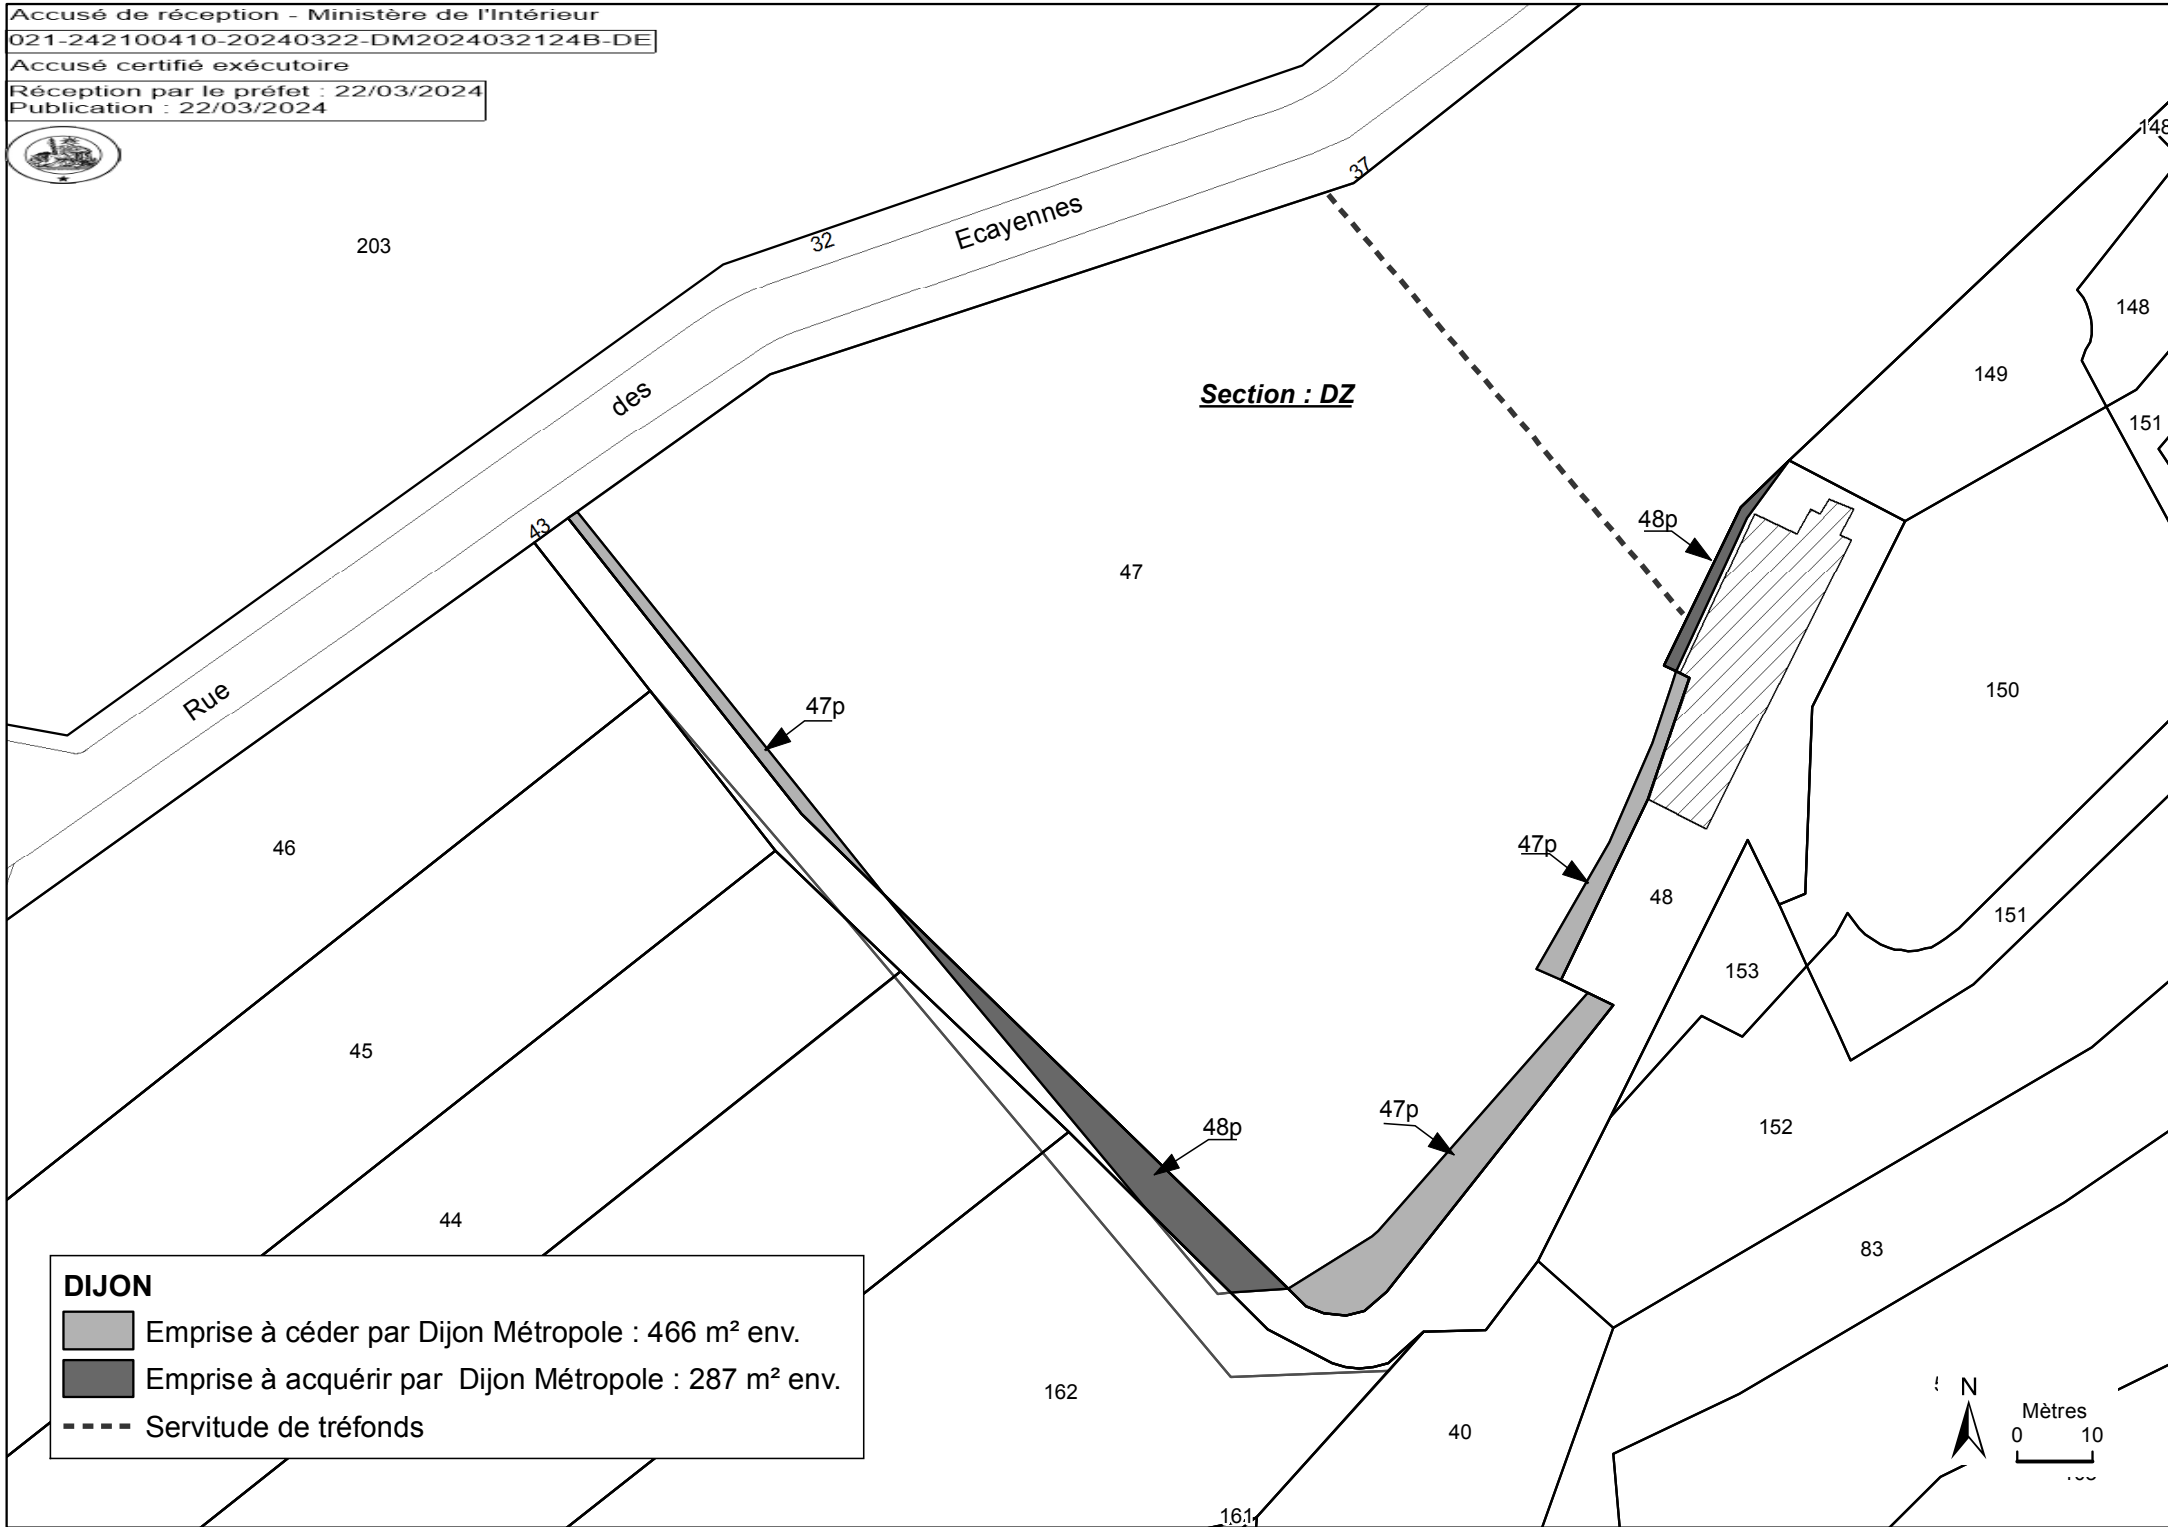 Accusé de réception - Ministère de l'Intérieur
021-242100410-20240322-DM2024032124B-DE
Accusé certifié exécutoire
Réception par le préfet : 22/03/2024
Publication : 22/03/2024
203
32
37
Ecayennes
des
Rue
43
Section : DZ
148
148
149
151
48p
47
150
47p
46
47p
48
151
153
45
47p
48p
152
44
83
162
40
161
DIJON
Emprise à céder par Dijon Métropole : 466 m² env.
Emprise à acquérir par Dijon Métropole : 287 m² env.
Servitude de tréfonds
N
Mètres
0 10